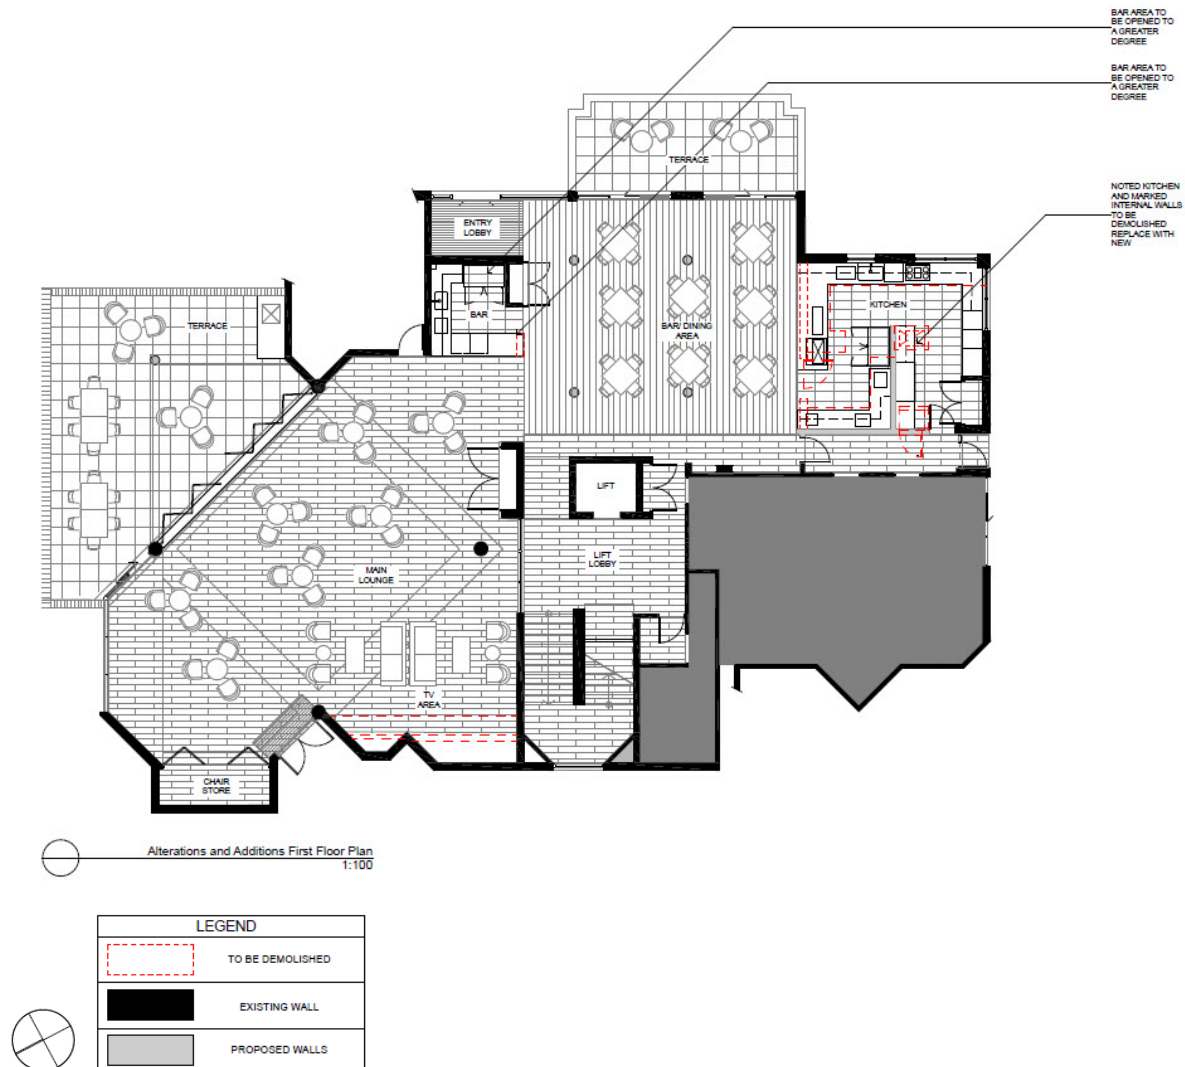 BAR AREA TO
BE OPENED TO
A GREATER
DEGREE
BAR AREA TO
BE OPENED TO
A GREATER
DEGREE
TERRACE
NOTED KITCHEN
AND MARKED
INTERNAL WALLS
TO BE
DEMOLISHED
REPLACE WITH
NEW
ENTRY
LOBBY
KITCHEN
BAR
TERRACE
BAR/ DINING
AREA
LIFT
LIFT
LOBBY
MAIN
LOUNGE
TV
AREA
CHAIR
STORE
Alterations and Additions First Floor Plan
1:100
LEGEND
TO BE DEMOLISHED
EXISTING WALL
PROPOSED WALLS